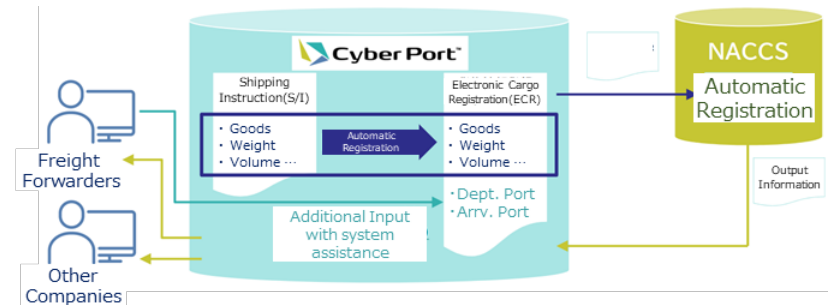 Cyber Port™
NACCS
Automatic
Registration
Shipping
Instruction(S/I)
Electronic Cargo
Registration(ECR)
・ Goods
・ Weight
・ Volume …
Automatic
Registration
・ Goods
・ Weight
・ Volume …
・Dept. Port
・Arrv. Port
Additional Input
with system
assistance
Freight
Forwarders
Other
Companies
Output
Information